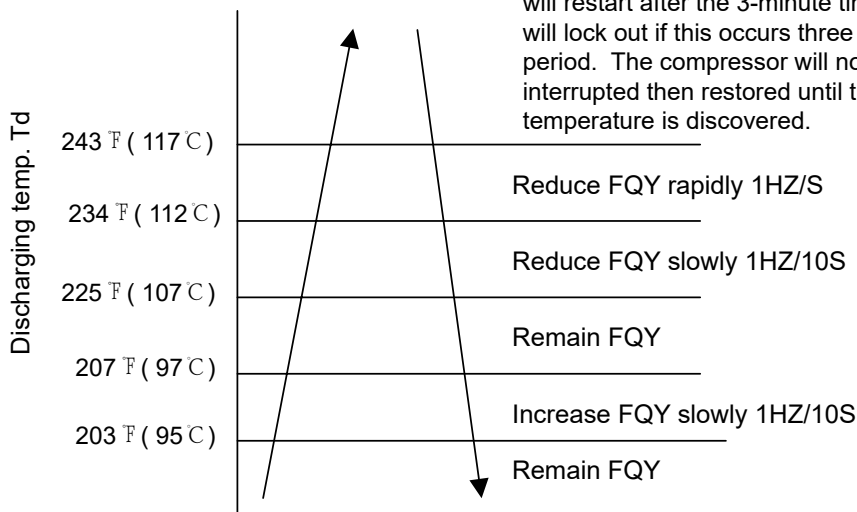 will restart after the 3-minute tim
will lock out if this occurs three
period. The compressor will no
interrupted then restored until t
temperature is discovered.
Discharging temp. Td
243 ℉ ( 117 ℃ )
Reduce FQY rapidly 1HZ/S
234 ℉ ( 112 ℃ )
Reduce FQY slowly 1HZ/10S
225 ℉ ( 107 ℃ )
Remain FQY
207 ℉ ( 97 ℃ )
Increase FQY slowly 1HZ/10S
203 ℉ ( 95 ℃ )
Remain FQY